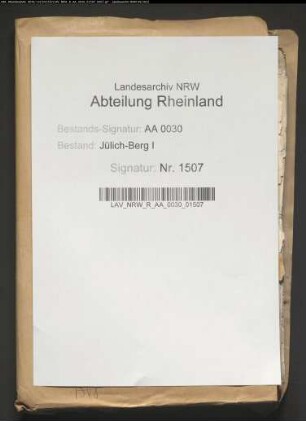 Landesarchiv NRW
Abteilung Rheinland
Bestands-Signatur: AA 0030
Bestand: Jülich-Berg I
Signatur: Nr. 1507
LAV_NRW_R_AA_0030_01507